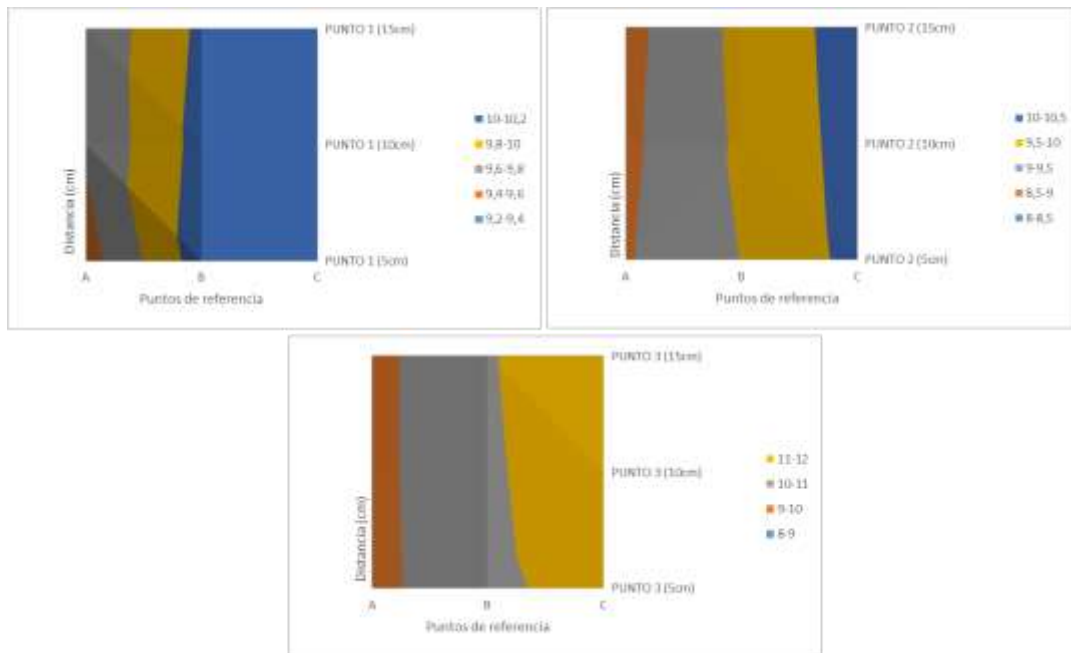 PUNTO 1 (15cm)
PUNTO 1 (10cm)
PUNTO 1 (5cm)
Distancia (cm)
A
B
C
Puntos de referencia
10-10,2
9,8-10
9,6-9,8
9,4-9,6
9,2-9,4
PUNTO 2 (15cm)
PUNTO 2 (10cm)
PUNTO 2 (5cm)
Distancia (cm)
A
B
C
Puntos de referencia
10-10,5
9,5-10
9-9,5
8,5-9
8-8,5
PUNTO 3 (15cm)
PUNTO 3 (10cm)
PUNTO 3 (5cm)
Distancia (cm)
A
B
C
Puntos de referencia
11-12
10-11
9-10
8-9